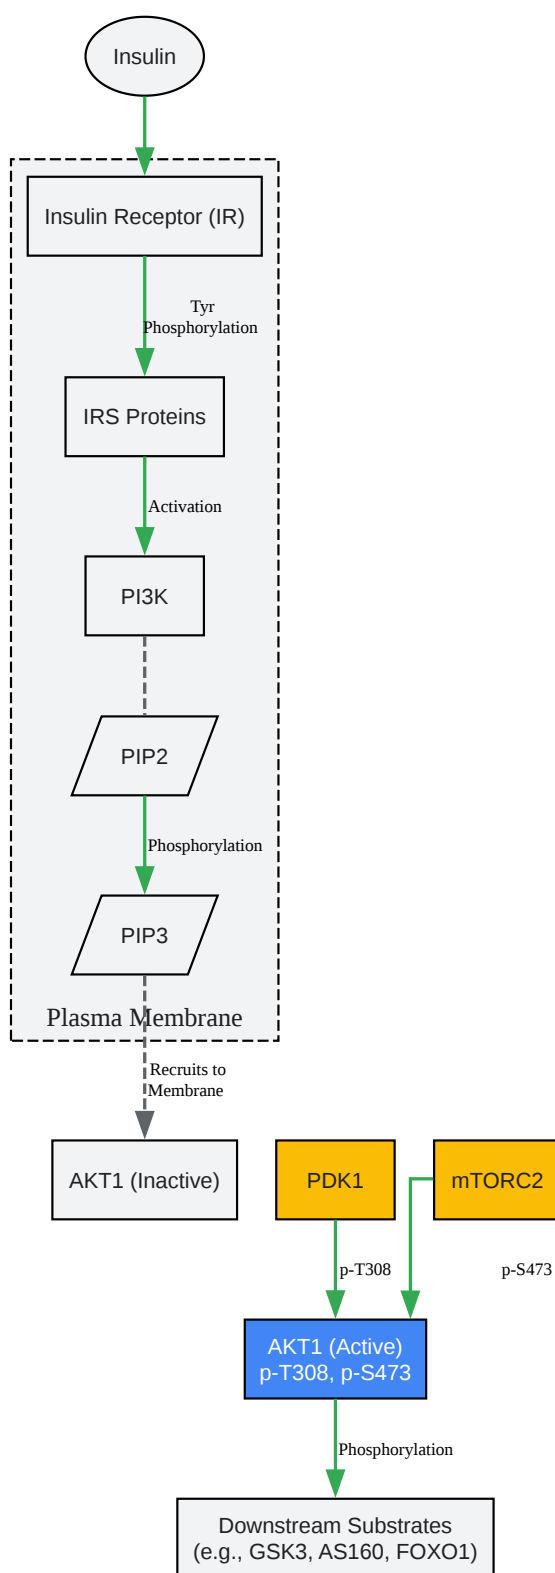 Insulin
Insulin Receptor (IR)
Tyr
Phosphorylation
IRS Proteins
Activation
PI3K
PIP2
Phosphorylation
PIP3
Plasma Membrane
Recruits to
Membrane
AKT1 (Inactive)
PDK1
mTORC2
p-T308
p-S473
AKT1 (Active)
p-T308, p-S473
Phosphorylation
Downstream Substrates
(e.g., GSK3, AS160, FOXO1)